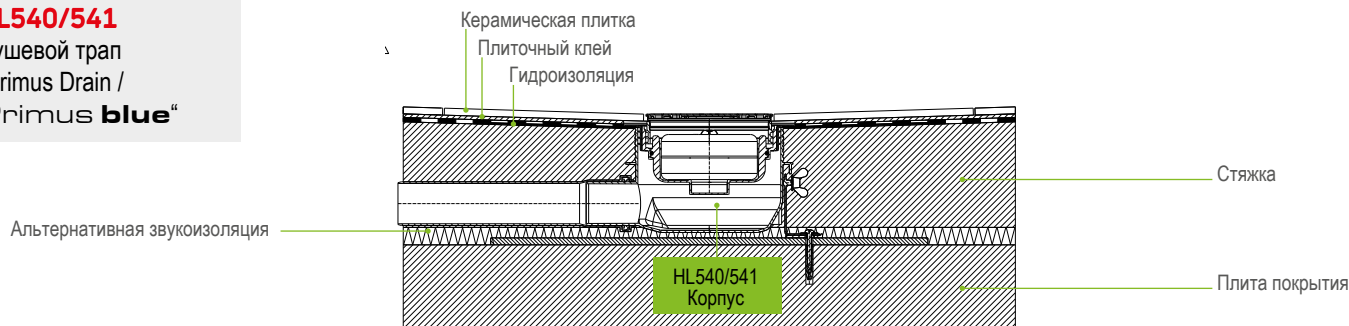 L540/541
ушевой трап
rimus Drain /
Primus blue“
Керамическая плитка
Плиточный клей
Гидроизоляция
Стяжка
Альтернативная звукоизоляция
HL540/541
Корпус
Плита покрытия